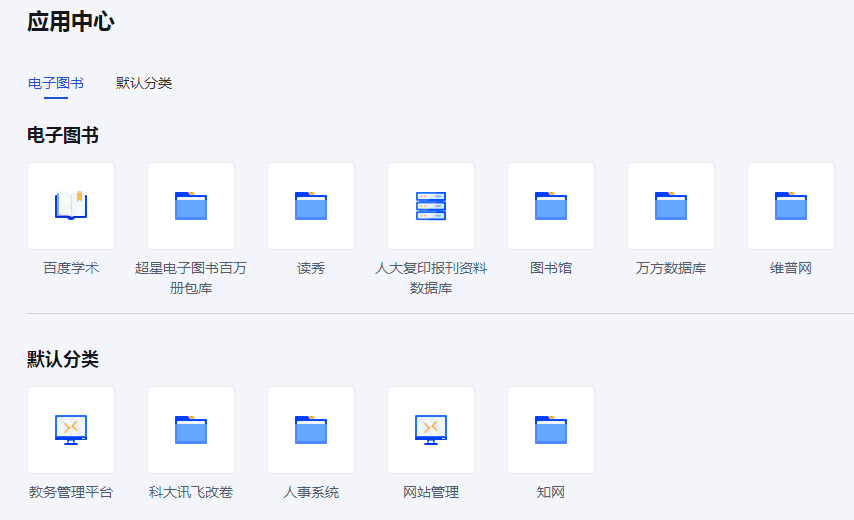 应用中心
电子图书 默认分类
电子图书
百度学术 超星电子图书百万 读秀 人大复印报刊资料 图书馆 万方数据库 维普网
册包库 数据库
默认分类
教务管理平台 科大讯飞改卷 人事系统 网站管理 知网